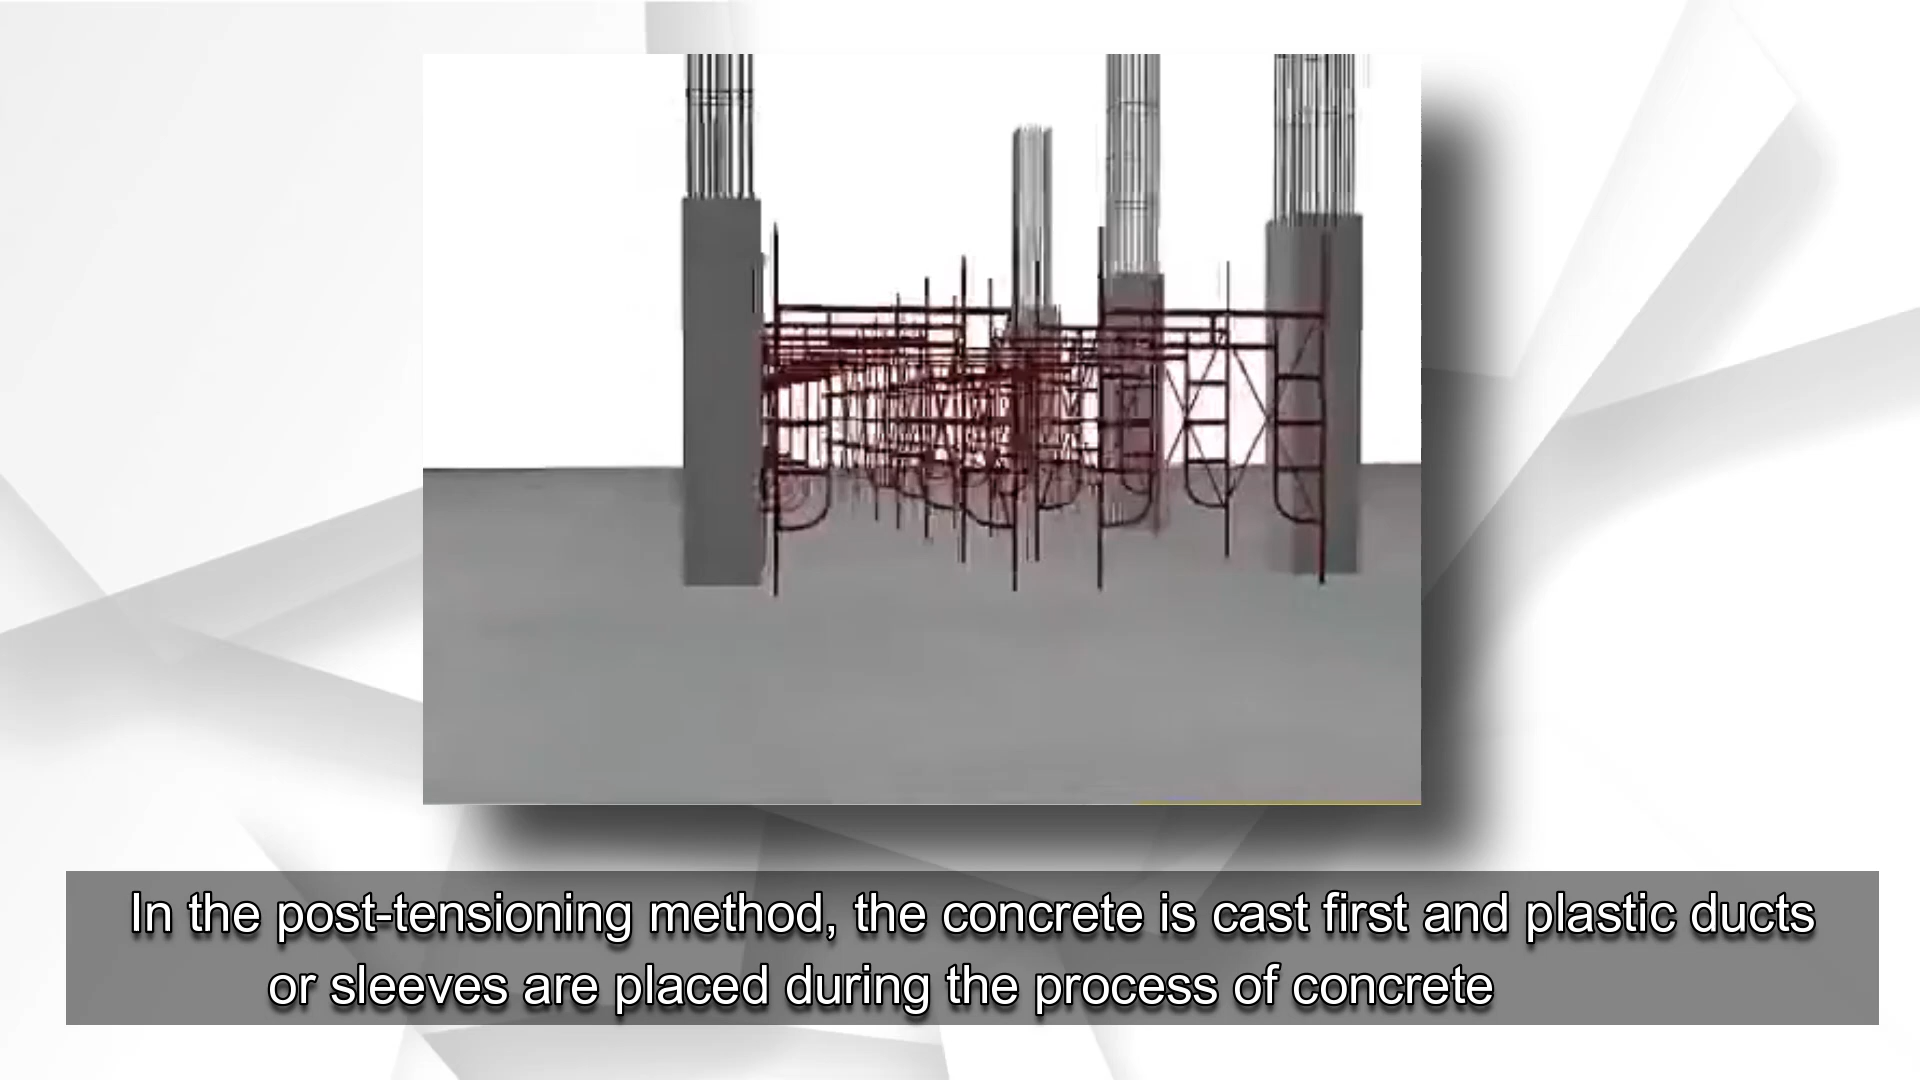 In the post-tensioning method, the concrete is cast first and plastic ducts
or sleeves are placed during the process of concrete